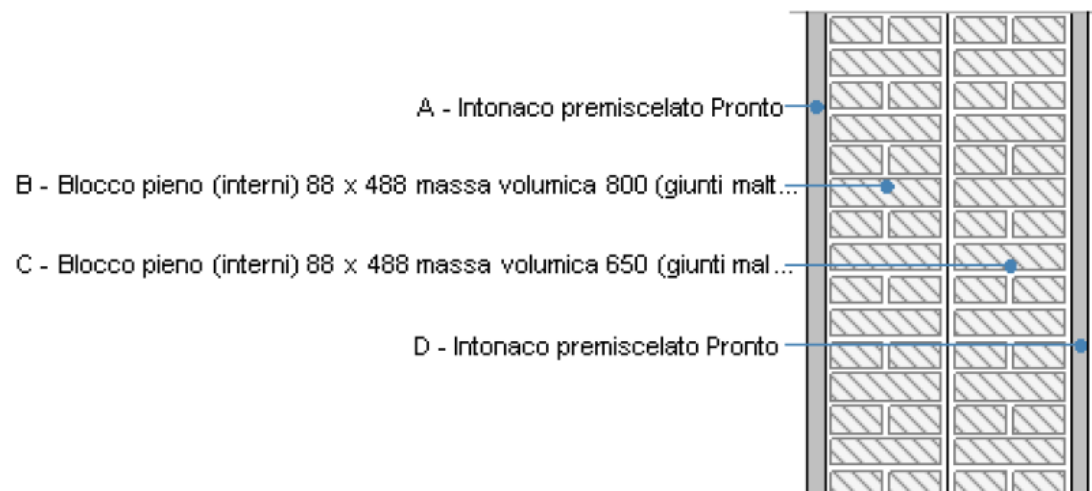 A - Intonaco premiscelato Pronto
B - Blocco pieno (interni) 88 x 488 massa volumica 800 (giunti malt...
C - Blocco pieno (interni) 88 x 488 massa volumica 650 (giunti mal...
D - Intonaco premiscelato Pronto